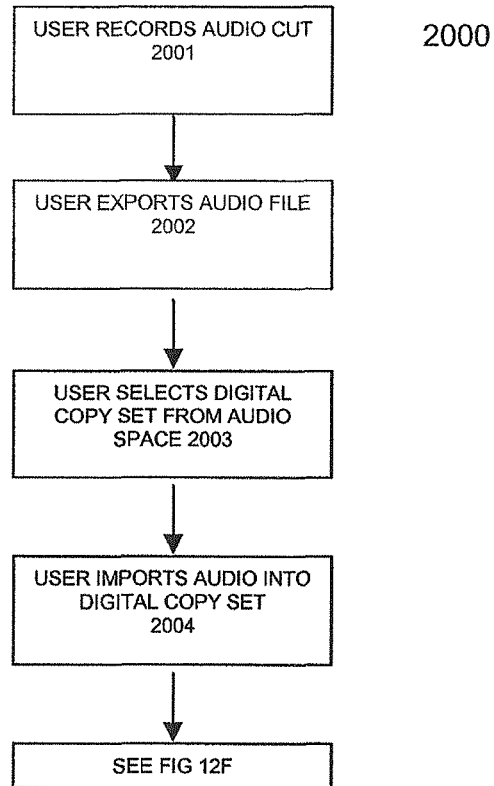 USER RECORDS AUDIO CUT
2001
2000
USER EXPORTS AUDIO FILE
2002
USER SELECTS DIGITAL
COPY SET FROM AUDIO
SPACE 2003
USER IMPORTS AUDIO INTO
DIGITAL COPY SET
2004
SEE FIG 12F